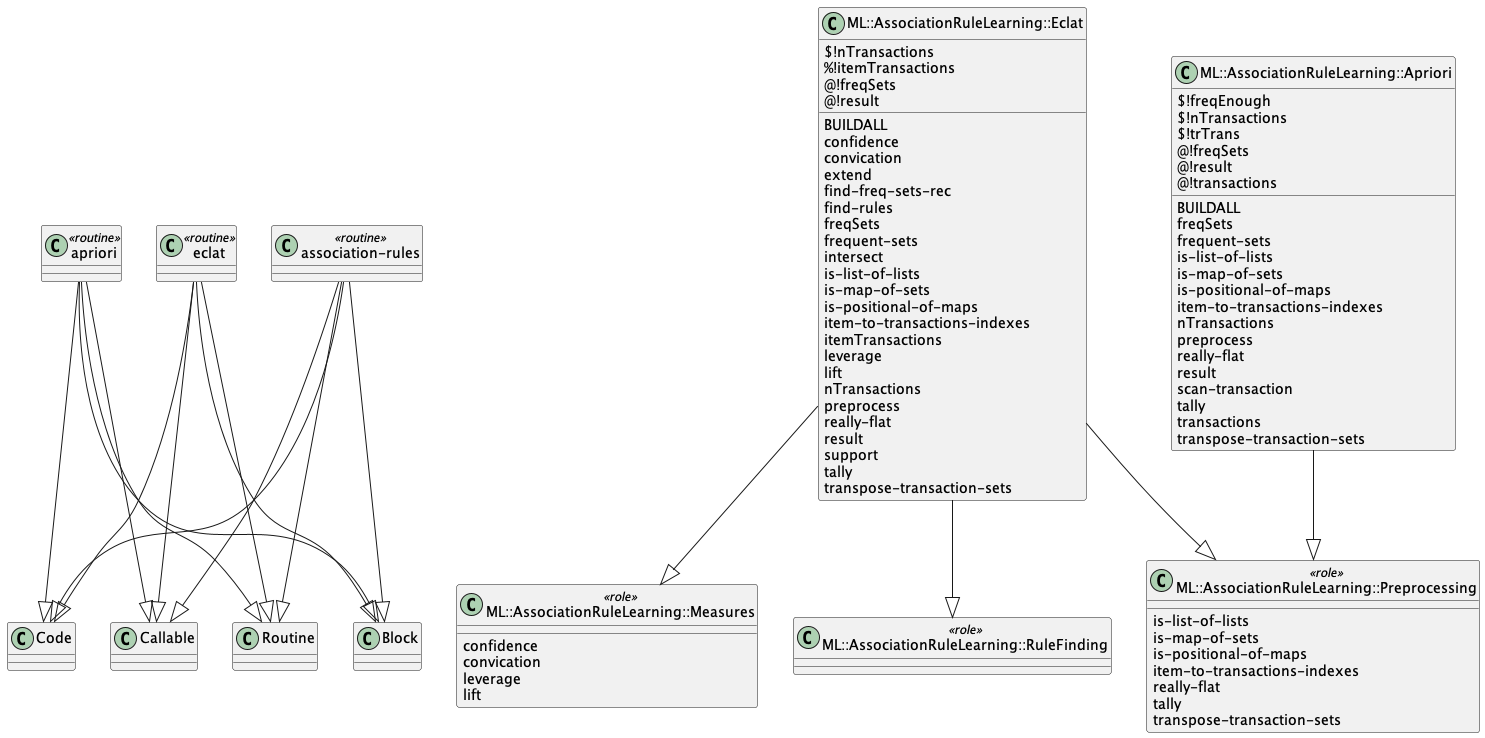 C ML::AssociationRuleLearning::Eclat
$!nTransactions
%!itemTransactions
@!freqSets
@!result
BUILDALL
confidence
convication
extend
find-freq-sets-rec
find-rules
freqSets
frequent-sets
intersect
is-list-of-lists
is-map-of-sets
is-positional-of-maps
item-to-transactions-indexes
itemTransactions
leverage
lift
nTransactions
preprocess
really-flat
result
support
tally
transpose-transaction-sets
C ML::AssociationRuleLearning::Apriori
$!freqEnough
$!nTransactions
$!trTrans
@!freqSets
@!result
@!transactions
BUILDALL
freqSets
frequent-sets
is-list-of-lists
is-map-of-sets
is-positional-of-maps
item-to-transactions-indexes
nTransactions
preprocess
really-flat
result
scan-transaction
tally
transactions
transpose-transaction-sets
C «routine»
apriori
C «routine»
eclat
C «routine»
association-rules
C Code
C Callable
C Routine
C Block
C «role»
ML::AssociationRuleLearning::Measures
confidence
convication
leverage
lift
C «role»
ML::AssociationRuleLearning::RuleFinding
C «role»
ML::AssociationRuleLearning::Preprocessing
is-list-of-lists
is-map-of-sets
is-positional-of-maps
item-to-transactions-indexes
really-flat
tally
transpose-transaction-sets